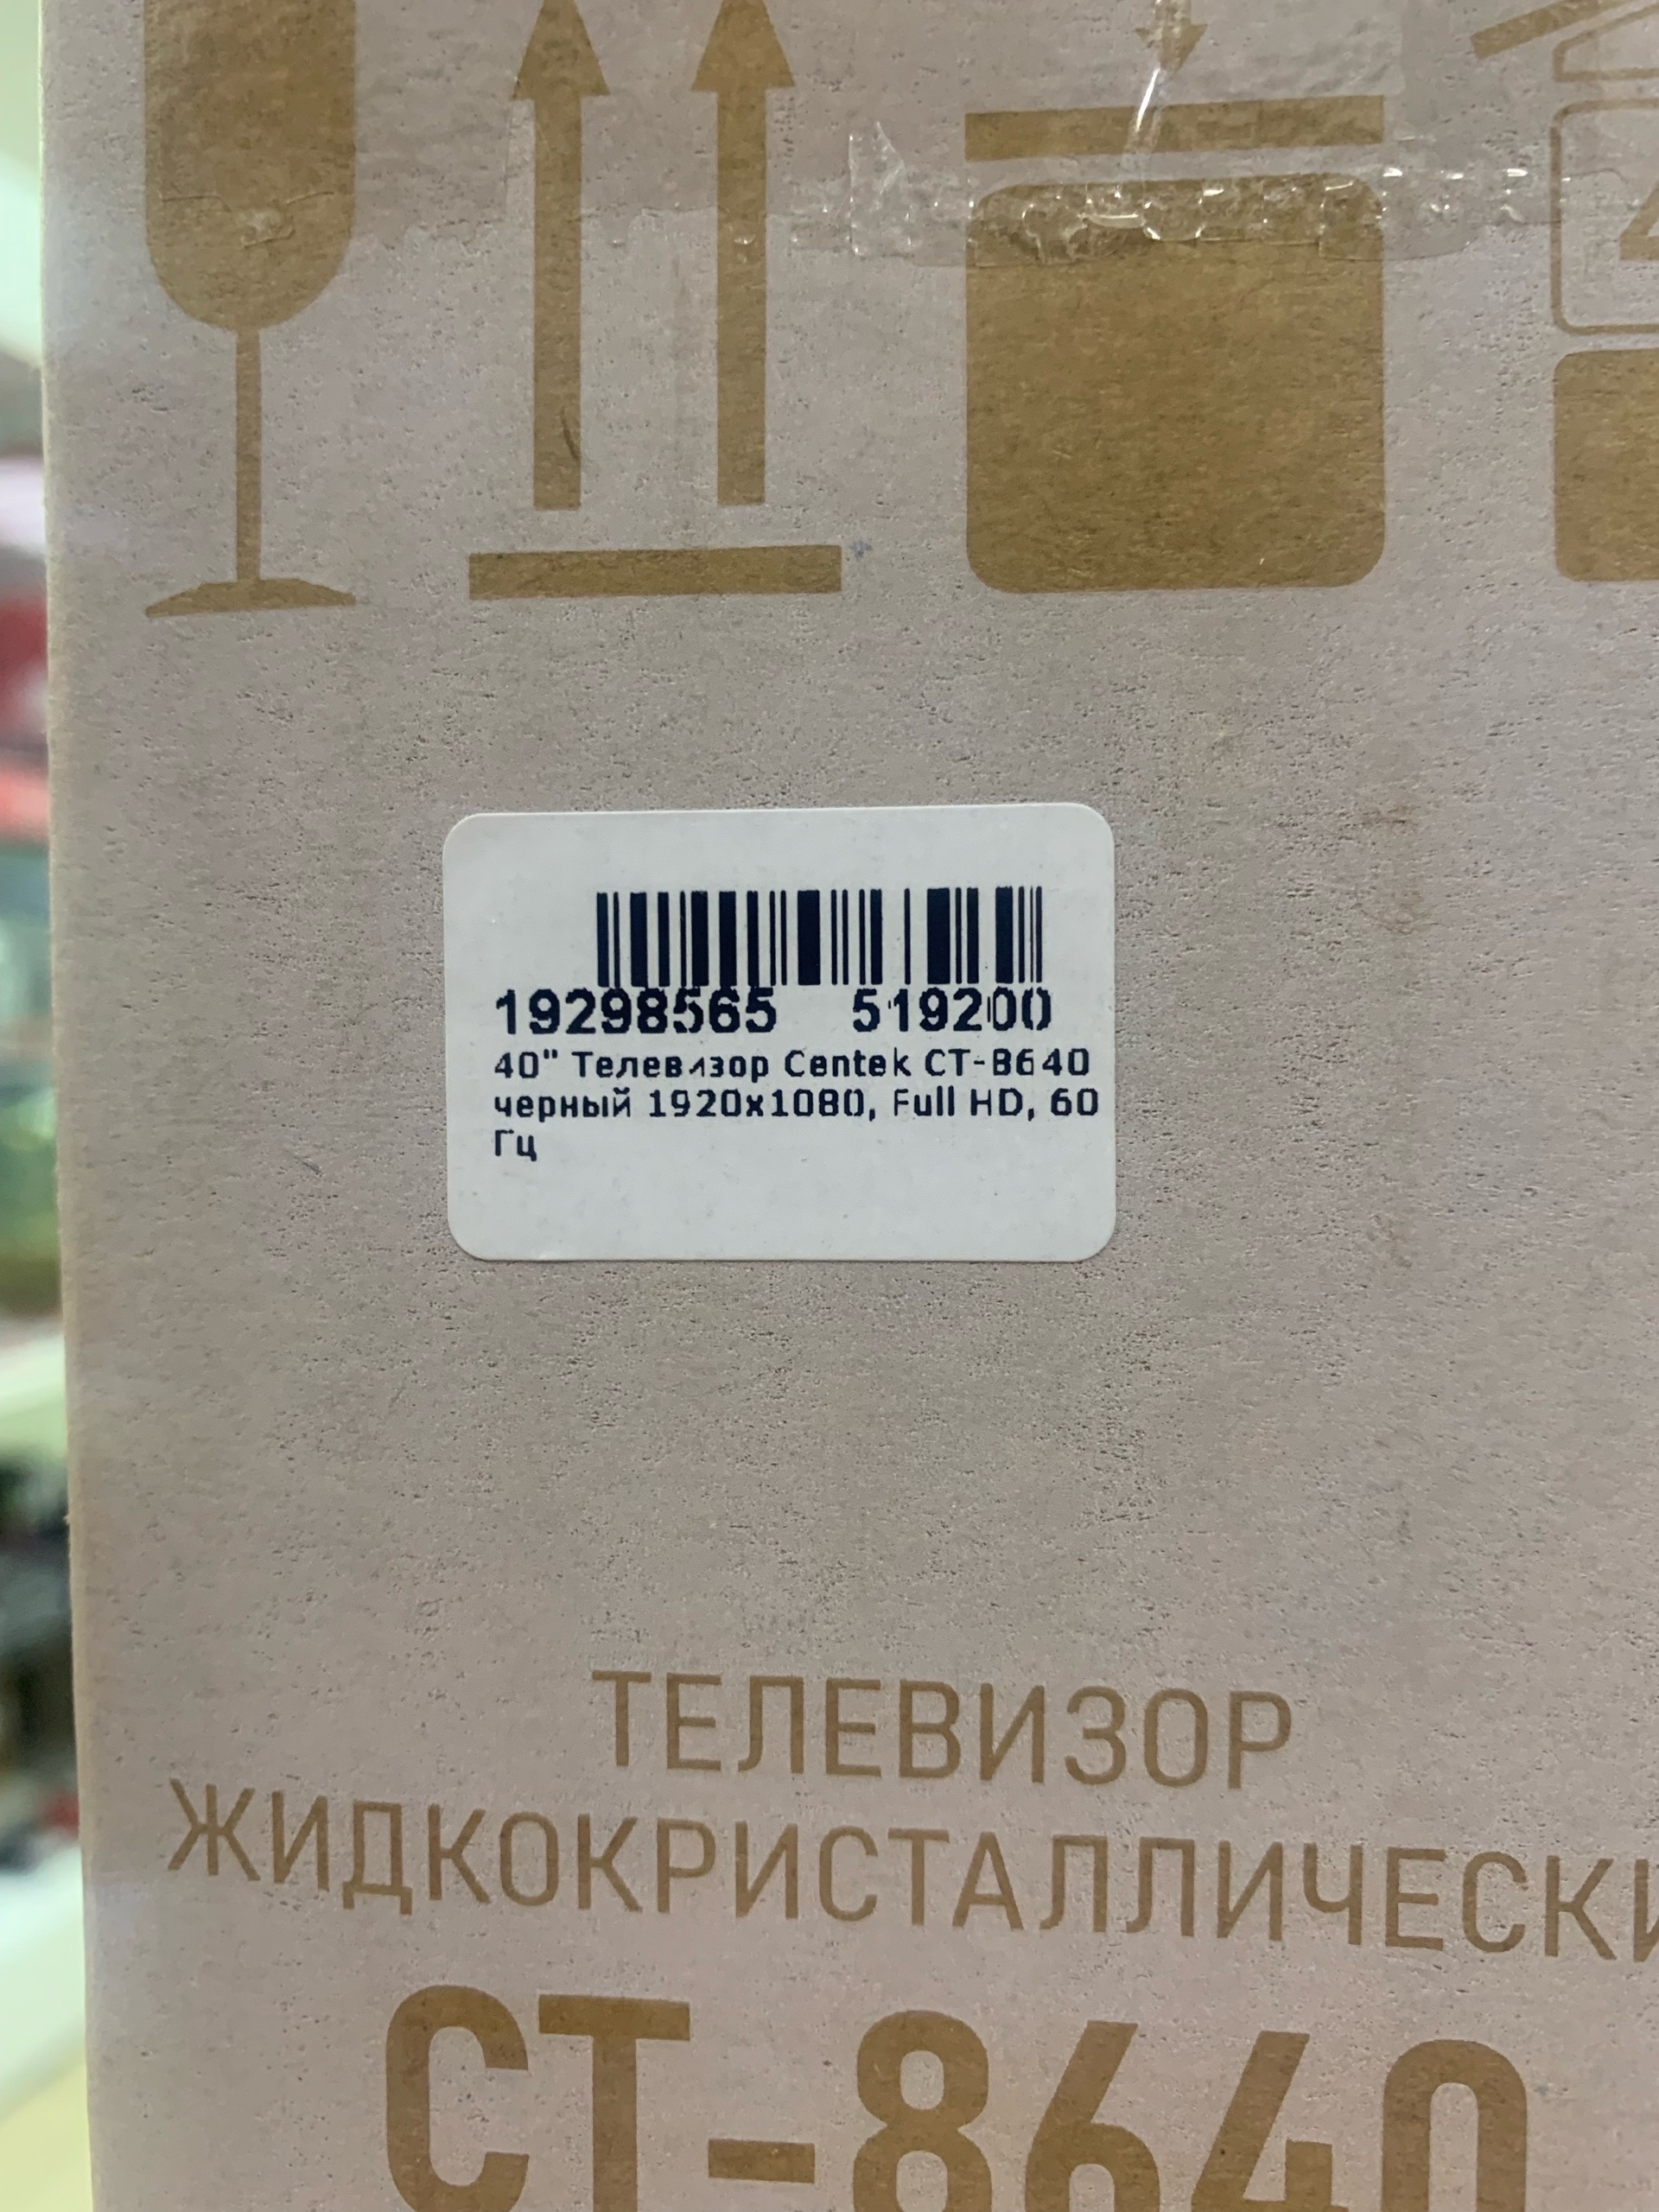 19298565 519200
40" Телевизор Centek CT-8640
черный 1920x1080, Full HD, 60
Гц
ТЕЛЕВИЗОР
ЖИДКОКРИСТАЛЛИЧЕСКИ
CT-8640